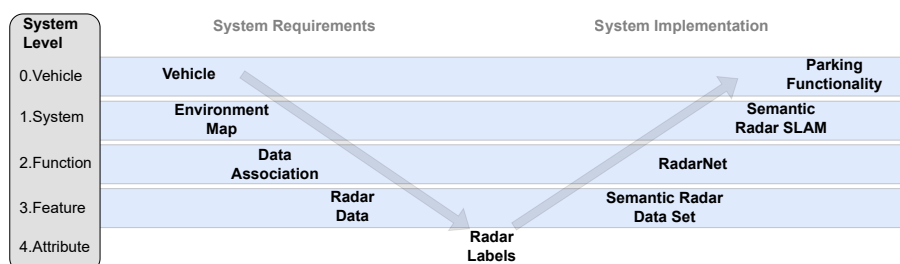 System
Level
System Requirements
System Implementation
0.Vehicle
Vehicle
Parking
Functionality
1.System
Environment
Map
Semantic
Radar SLAM
2.Function
Data
Association
RadarNet
3.Feature
Radar
Data
Semantic Radar
Data Set
4.Attribute
Radar
Labels